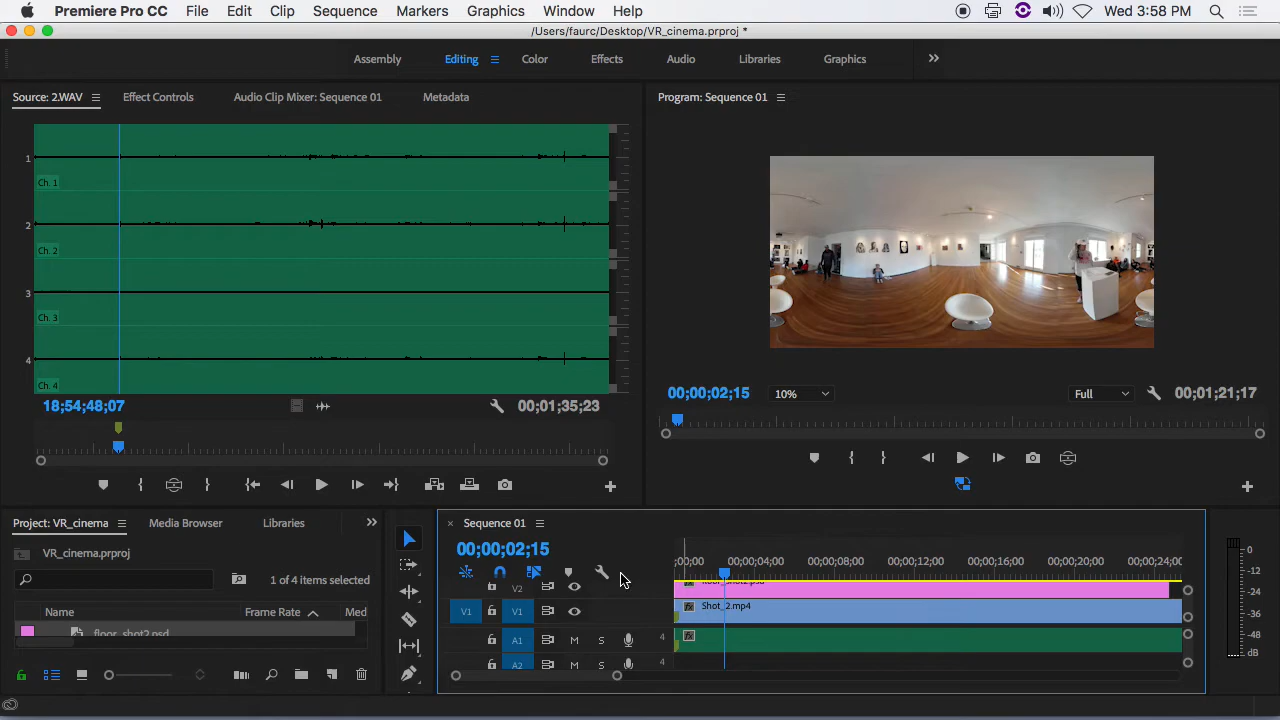 Premiere Pro CC File Edit Clip Sequence Markers Graphics Window Help Wed 3:58 PM
/Users/faurc/Desktop/VR_cinema.prproj *
Assembly Editing Color Effects Audio Libraries Graphics
Source: 2.WAV Effect Controls Audio Clip Mixer: Sequence 01 Metadata
Program: Sequence 01
1
Ch. 1
2
Ch. 2
3
Ch. 3
4
Ch. 4
18,54,48;07 00;01;35;23
00;00;02;15 10% Full 00;01;21;17
Project: VR_cinema Media Browser Libraries
VR_cinema.prproj
1 of 4 items selected
Name Frame Rate Med
floor_shot2.psd
Sequence 01
00;00;02;15
;00;00 00;00;04;00 00;00;08;00 00;00;12;00 00;00;16;00 00;00;20;00 00;00;24;00
V2 floor_shot2.psd
V1 V1 fx Shot_2.mp4
A1 M S 4 fx
A2 M S 4
0
-12
-24
-36
-48
dB